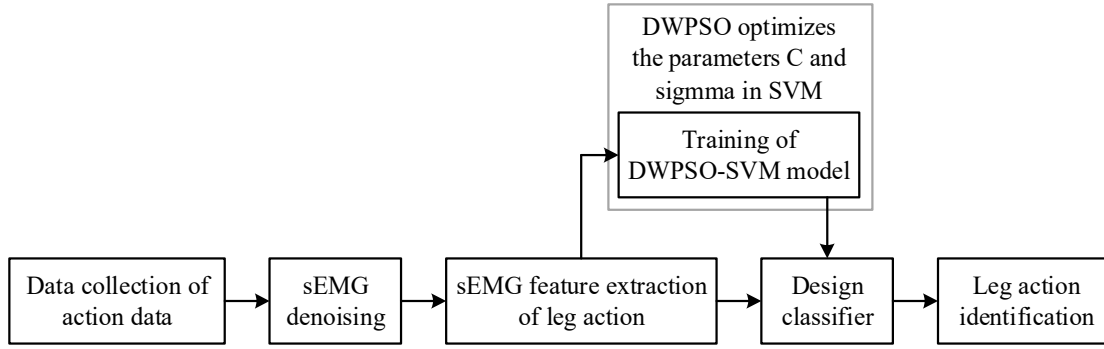 DWPSO optimizes
the parameters C and
sigmma in SVM
Training of
DWPSO-SVM model
Data collection of
action data
sEMG
denoising
sEMG feature extraction
of leg action
Design
classifier
Leg action
identification